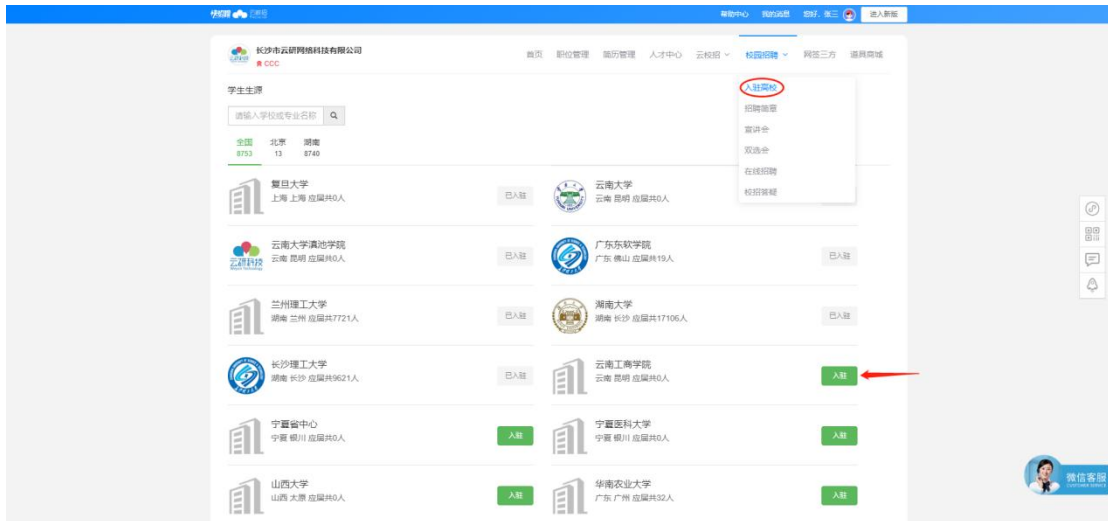 快就业 云就业
帮助中心 我的消息 您好, 张三 进入新版
长沙市云研网络科技有限公司
CCC
首页 职位管理 简历管理 人才中心 云校招 校园招聘 网签三方 道具商城
学生生源
入驻高校
招聘简章
宣讲会
双选会
在线招聘
校招答疑
请输入学校或专业名称
全国 北京 湖南
8753 13 8740
复旦大学
上海 上海 应届共0人
已入驻
云南大学
云南 昆明 应届共0人
云南大学滇池学院
云南 昆明 应届共0人
已入驻
广东东软学院
广东 佛山 应届共19人
已入驻
兰州理工大学
湖南 兰州 应届共7721人
已入驻
湖南大学
湖南 长沙 应届共17106人
已入驻
长沙理工大学
湖南 长沙 应届共9621人
已入驻
云南工商学院
云南 昆明 应届共0人
入驻
宁夏省中心
宁夏 银川 应届共0人
入驻
宁夏医科大学
宁夏 银川 应届共0人
入驻
山西大学
山西 太原 应届共0人
入驻
华南农业大学
广东 广州 应届共32人
入驻
云研科技
微信客服
CUSTOMER SERVICE